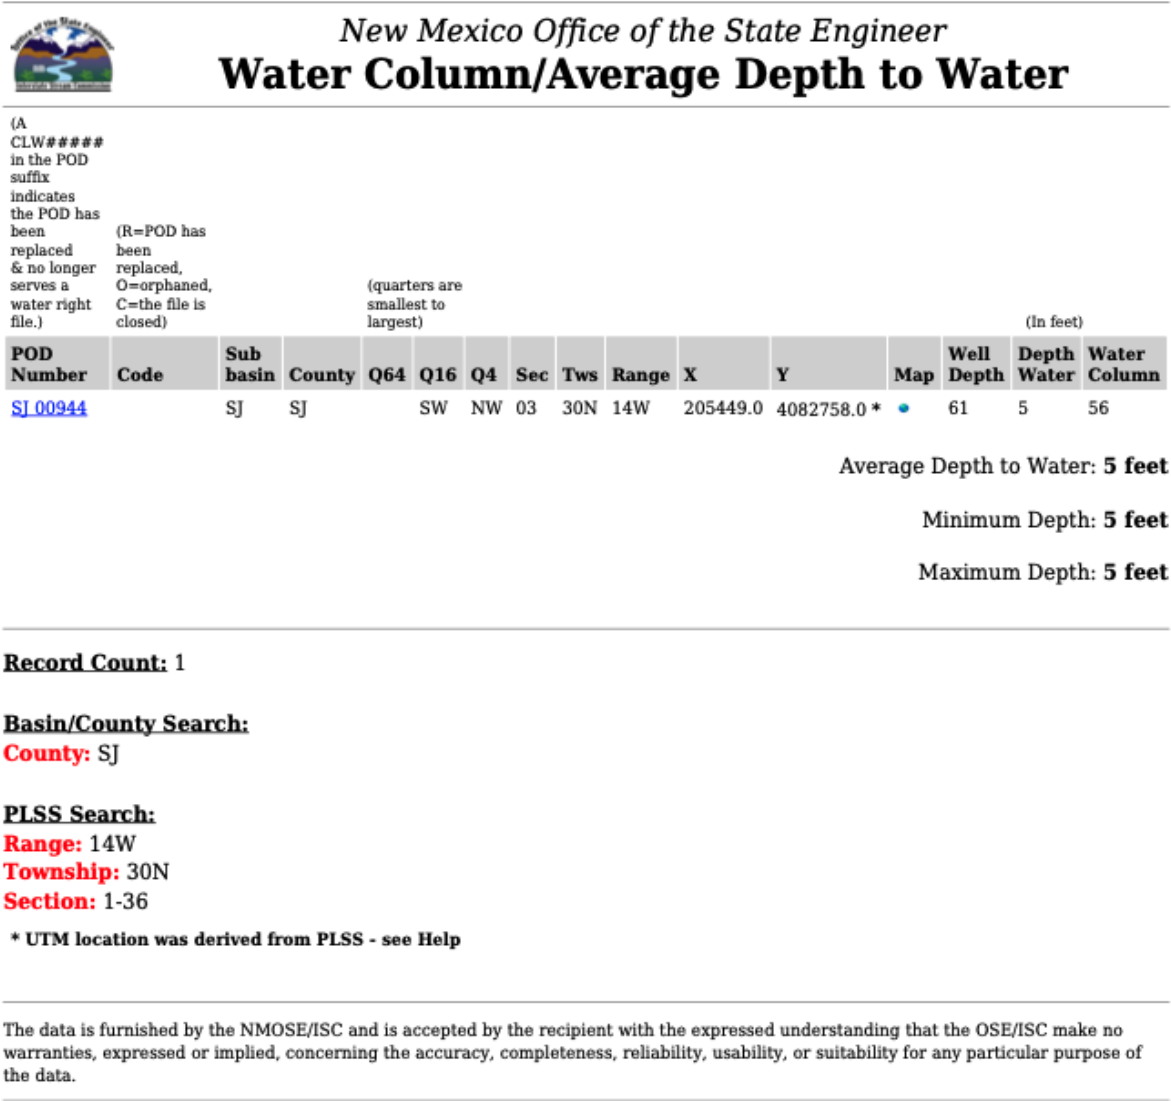 Office of the State Engineer
Interstate Stream Commission
New Mexico Office of the State Engineer
Water Column/Average Depth to Water
(A
CLW#####
in the POD
suffix
indicates
the POD has
been
replaced
& no longer
serves a
water right
file.)
(R=POD has
been
replaced,
O=orphaned,
C=the file is
closed)
(quarters are
smallest to
largest)
(In feet)
POD Number Code Sub basin County Q64 Q16 Q4 Sec Tws Range X Y Map Well Depth Depth Water Water Column
SJ 00944 SJ SJ SW NW 03 30N 14W 205449.0 4082758.0 * 61 5 56
Average Depth to Water: 5 feet
Minimum Depth: 5 feet
Maximum Depth: 5 feet
Record Count: 1
Basin/County Search:
County: SJ
PLSS Search:
Range: 14W
Township: 30N
Section: 1-36
* UTM location was derived from PLSS - see Help
The data is furnished by the NMOSE/ISC and is accepted by the recipient with the expressed understanding that the OSE/ISC make no
warranties, expressed or implied, concerning the accuracy, completeness, reliability, usability, or suitability for any particular purpose of
the data.